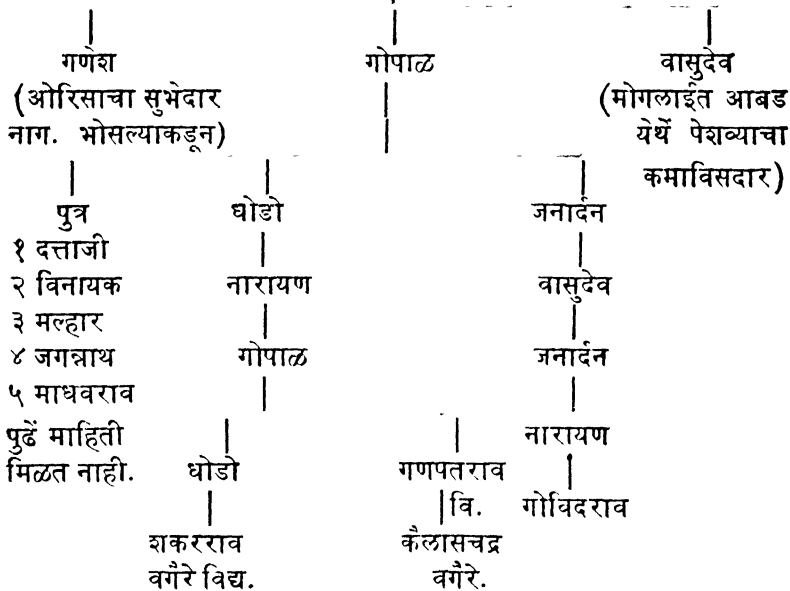 गणेश गोपाळ वासुदेव
(ओरिसाचा सुभेदार (मोगलाईत आबड
नाग. भोसल्याकडून) येथें पेशव्याचा
कमाविसदार)
पुत्र धोडो जनार्दन
१ दत्ताजी
२ विनायक नारायण वासुदेव
३ मल्हार
४ जगन्नाथ गोपाळ जनार्दन
५ माधवराव
पुढें माहिती नारायण
मिळत नाही. धोडो गणपतराव
वि. गोविदराव
शकरराव कैलासचद्र
वगैरे विद्य. वगैरे.